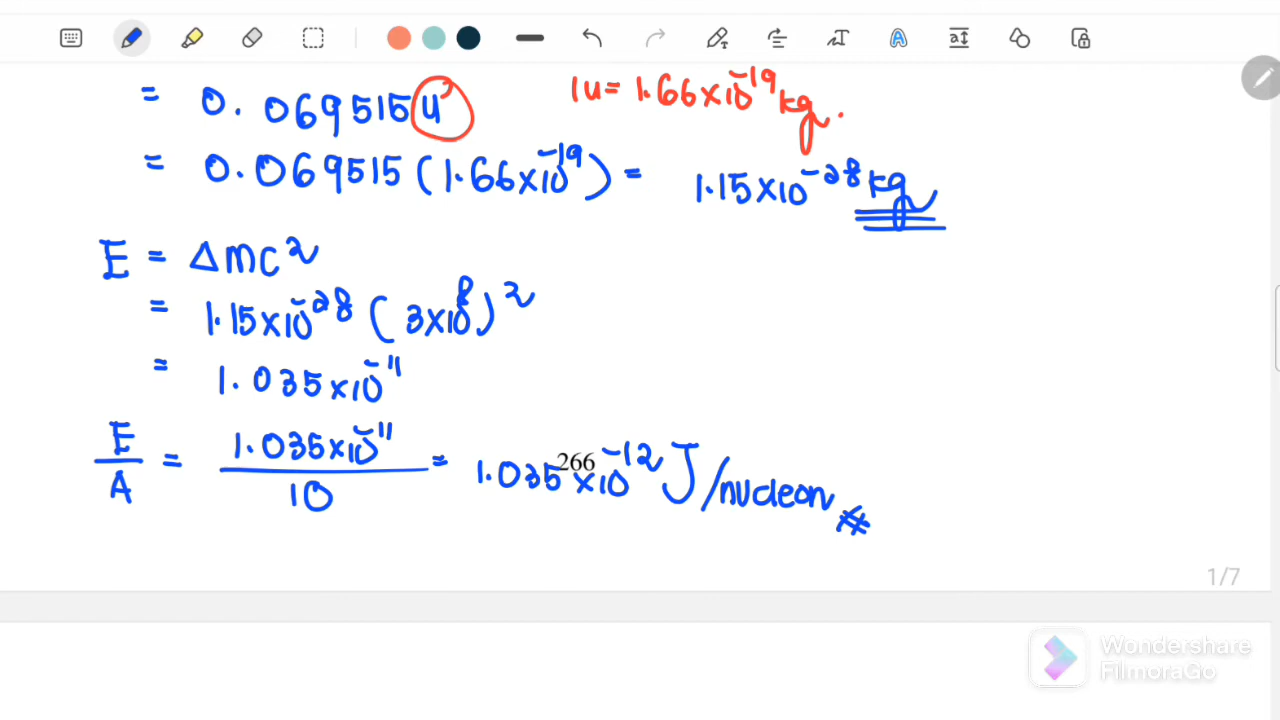 = 0.069515 u
1u = 1.66×10⁻¹⁹ kg.
= 0.069515 (1.66×10⁻¹⁹) = 1.15×10⁻²⁸ kg
E = Δmc²
= 1.15×10⁻²⁸ (3×10⁸)²
= 1.035×10⁻¹¹
E/A = 1.035×10⁻¹¹/10 = 1.035×10⁻¹² J/nucleon #
266
1/7
Wondershare
FilmoraGo